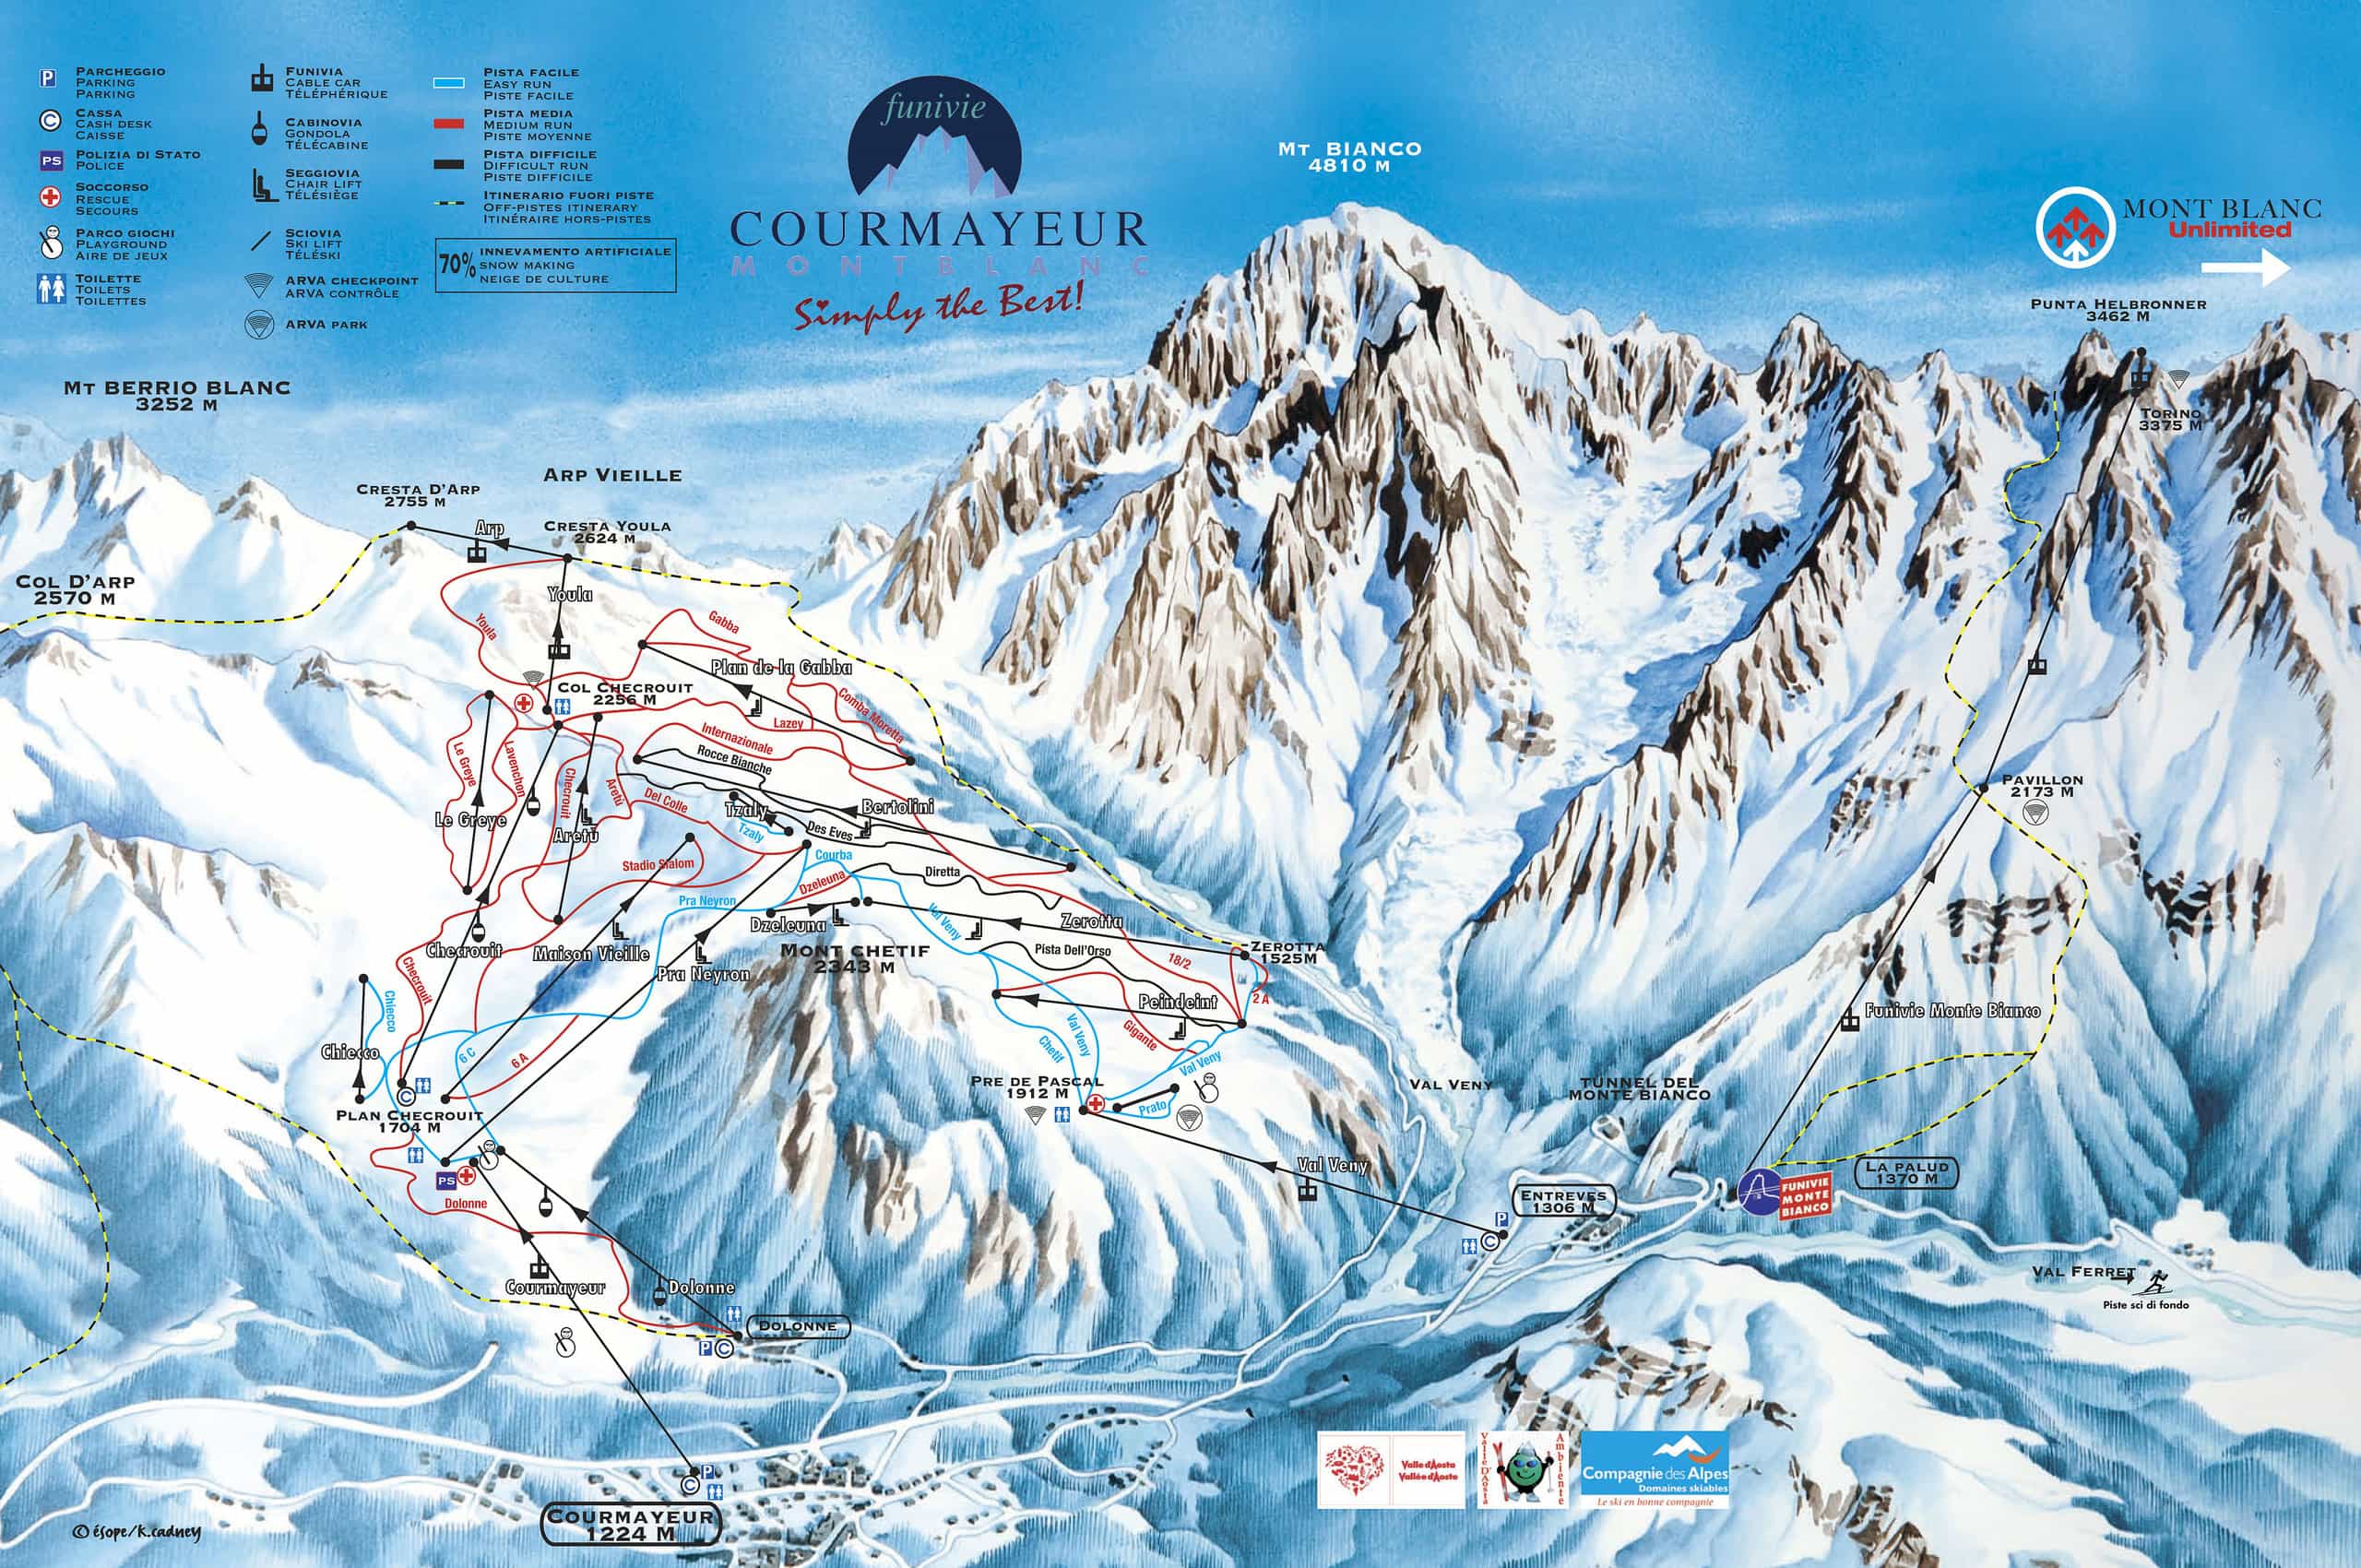 P
PARCHEGGIO
PARKING
PARKING
C
CASSA
CASH DESK
CAISSE
PS
POLIZIA DI STATO
POLICE
SOCCORSO
RESCUE
SECOURS
PARCO GIOCHI
PLAYGROUND
AIRE DE JEUX
TOILETTE
TOILETS
TOILETTES
FUNIVIA
CABLE CAR
TÉLÉPHÉRIQUE
CABINOVIA
GONDOLA
TÉLÉCABINE
SEGGIOVIA
CHAIR LIFT
TÉLÉSIÈGE
SCIOVIA
SKI LIFT
TÉLÉSKI
ARVA CHECKPOINT
ARVA CONTRÔLE
ARVA PARK
PISTA FACILE
EASY RUN
PISTE FACILE
PISTA MEDIA
MEDIUM RUN
PISTE MOYENNE
PISTA DIFFICILE
DIFFICULT RUN
PISTE DIFFICILE
ITINERARIO FUORI PISTE
OFF-PISTES ITINERARY
ITINÉRAIRE HORS-PISTES
70%
INNEVAMENTO ARTIFICIALE
SNOW MAKING
NEIGE DE CULTURE
funivie
COURMAYEUR
MONTBLANC
Simply the Best!
MT BIANCO
4810 M
MONT BLANC
Unlimited
PUNTA HELBRONNER
3462 M
TORINO
3375 M
MT BERRIO BLANC
3252 M
ARP VIEILLE
CRESTA D'ARP
2755 M
Arp
CRESTA YOULA
2624 M
COL D'ARP
2570 M
Youla
Youla
Gabba
Plan de la Gabba
COL CHECROUIT
2256 M
Comba Moretta
Lazey
Internazionale
Rocce Bianche
Le Greye
Lavenchon
Checrouit
Aretù
Del Colle
Le Greye
Aretù
Tzaly
Tzaly
Bertolini
Des Eves
Courba
Stadio Slalom
Dzeleuna
Diretta
Pra Neyron
Val Veny
Dzeleuna
Zerotta
Checrouit
Maison Vieille
Pra Neyron
MONT CHETIF
2343 M
Pista Dell'Orso
18/2
ZEROTTA
1525M
2 A
Peindeint
Checrouit
Chiecco
Chiecco
6 C
6 A
Gigante
Val Veny
Chetif
Val Veny
PRE DE PASCAL
1912 M
Prato
C
PLAN CHECROUIT
1704 M
PS
Dolonne
Courmayeur
Dolonne
DOLONNE
P C
Val Veny
VAL VENY
TUNNEL DEL
MONTE BIANCO
PAVILLON
2173 M
Funivie Monte Bianco
ENTREVES
1306 M
P
C
FUNIVIE
MONTE
BIANCO
LA PALUD
1370 M
VAL FERRET
Piste sci di fondo
P
C
COURMAYEUR
1224 M
Valle d'Aosta
Vallée d'Aoste
Valle D'Aosta
Ambiente
Compagnie des Alpes
Domaines skiables
Le ski en bonne compagnie
© ésope/k.cadney